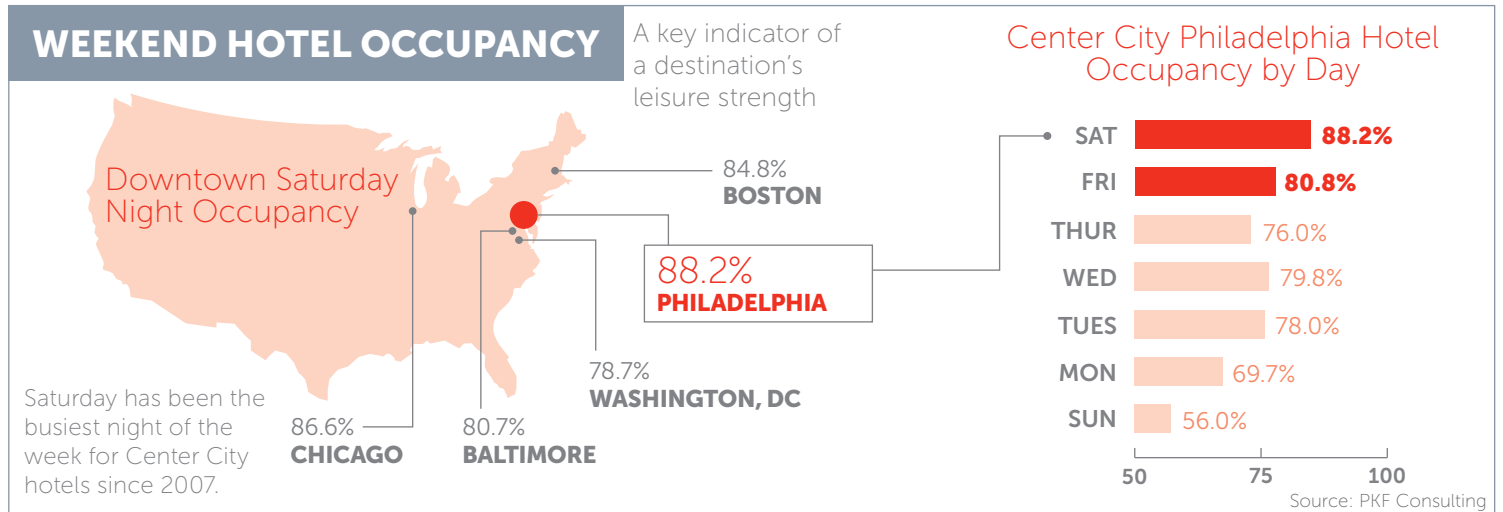 WEEKEND HOTEL OCCUPANCY
A key indicator of
a destination's
leisure strength
Downtown Saturday
Night Occupancy
84.8%
BOSTON
88.2%
PHILADELPHIA
78.7%
WASHINGTON, DC
80.7%
BALTIMORE
86.6%
CHICAGO
Saturday has been the
busiest night of the
week for Center City
hotels since 2007.
Center City Philadelphia Hotel
Occupancy by Day
SAT 88.2%
FRI 80.8%
THUR 76.0%
WED 79.8%
TUES 78.0%
MON 69.7%
SUN 56.0%
50 75 100
Source: PKF Consulting